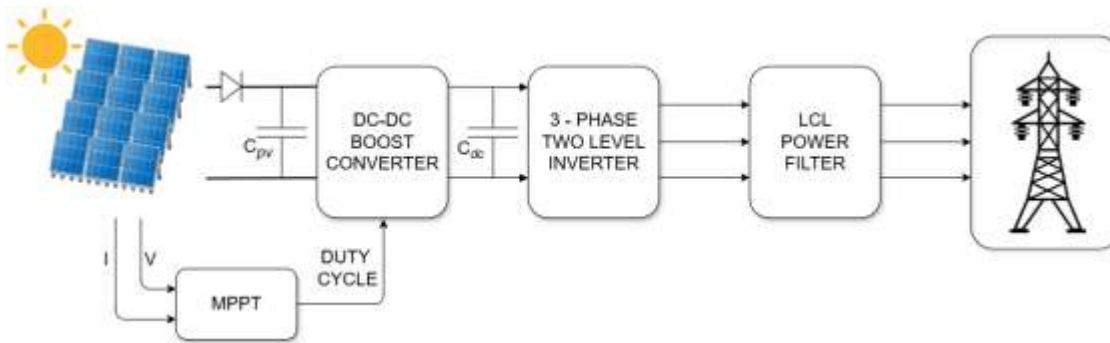 C_pv
DC-DC
BOOST
CONVERTER
C_dc
3 - PHASE
TWO LEVEL
INVERTER
LCL
POWER
FILTER
I
V
MPPT
DUTY
CYCLE